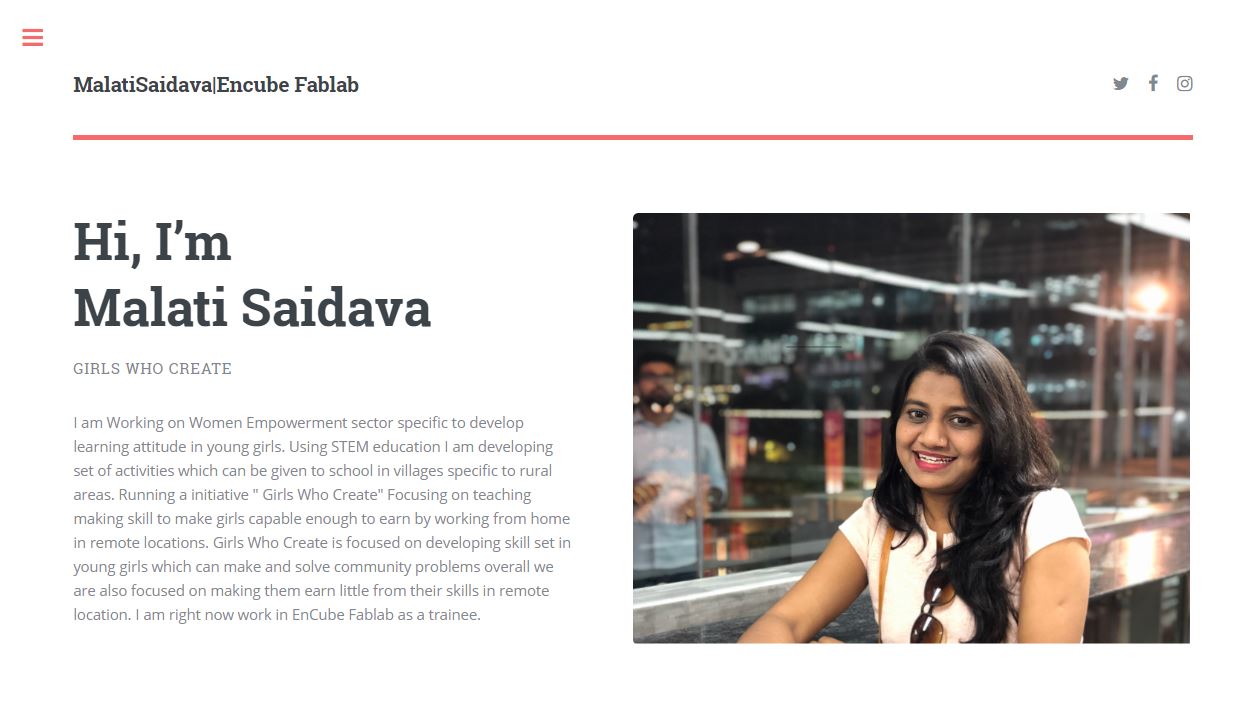 MalatiSaidava|Encube Fablab
Hi, I’m
Malati Saidava
GIRLS WHO CREATE
I am Working on Women Empowerment sector specific to develop
learning attitude in young girls. Using STEM education I am developing
set of activities which can be given to school in villages specific to rural
areas. Running a initiative " Girls Who Create" Focusing on teaching
making skill to make girls capable enough to earn by working from home
in remote locations. Girls Who Create is focused on developing skill set in
young girls which can make and solve community problems overall we
are also focused on making them earn little from their skills in remote
location. I am right now work in EnCube Fablab as a trainee.